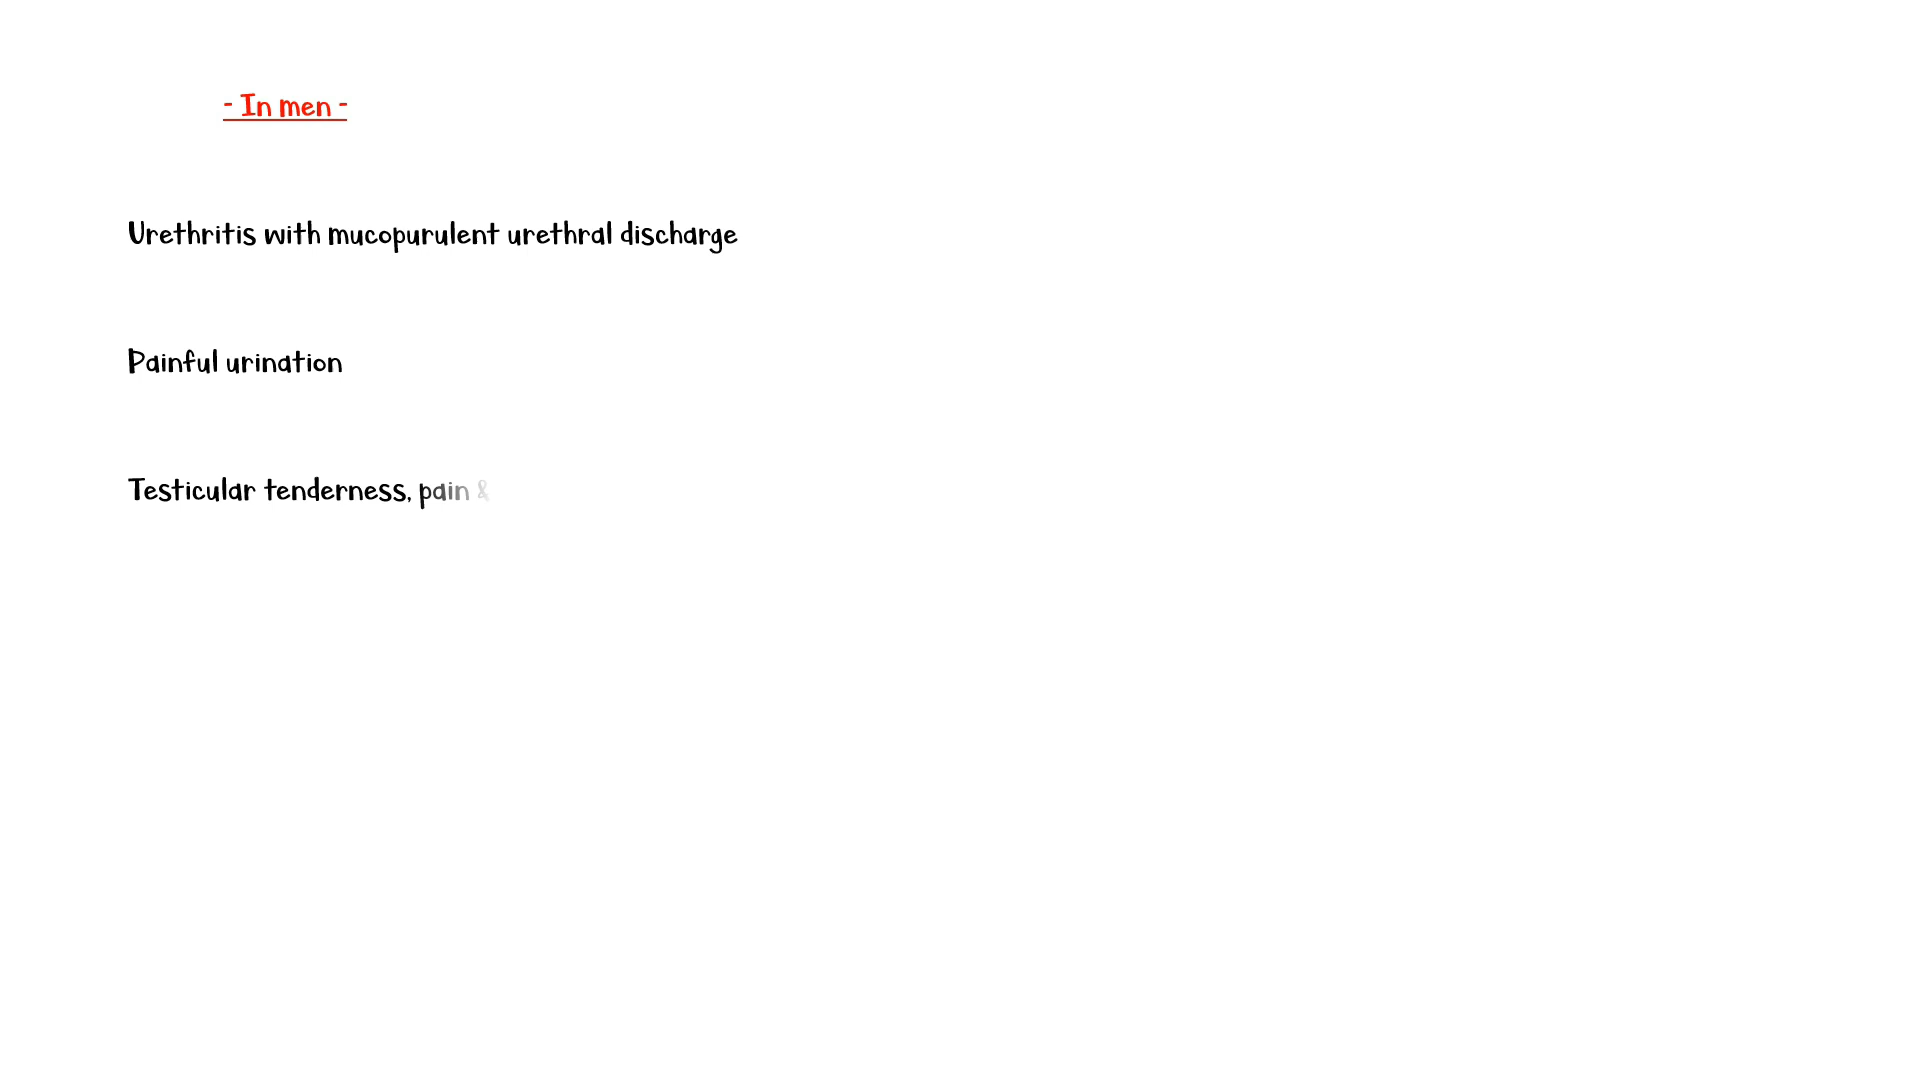 - In men -
Urethritis with mucopurulent urethral discharge
Painful urination
Testicular tenderness, pain &